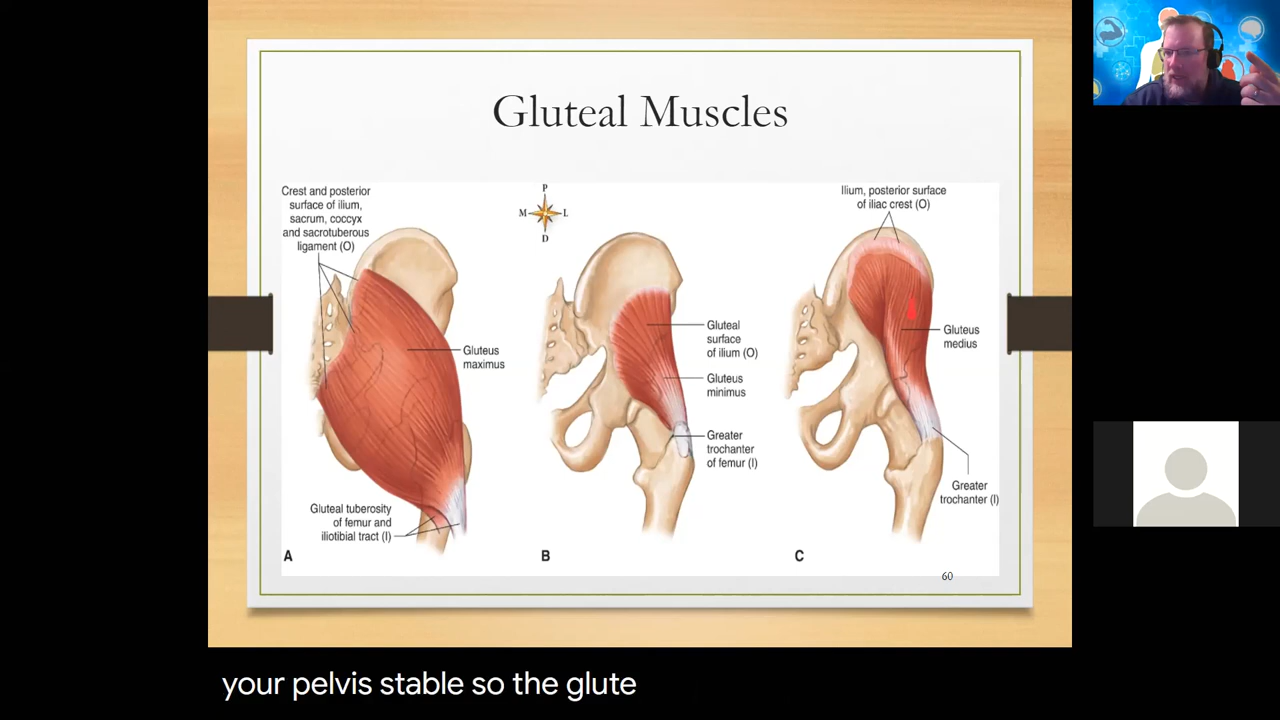 Gluteal Muscles
Crest and posterior
surface of ilium,
sacrum, coccyx
and sacrotuberous
ligament (O)
Gluteus
maximus
Gluteal tuberosity
of femur and
iliotibial tract (I)
A
P
M
L
D
Gluteal
surface
of ilium (O)
Gluteus
minimus
Greater
trochanter
of femur (I)
B
Ilium, posterior surface
of iliac crest (O)
Gluteus
medius
Greater
trochanter (I)
C
60
your pelvis stable so the glute